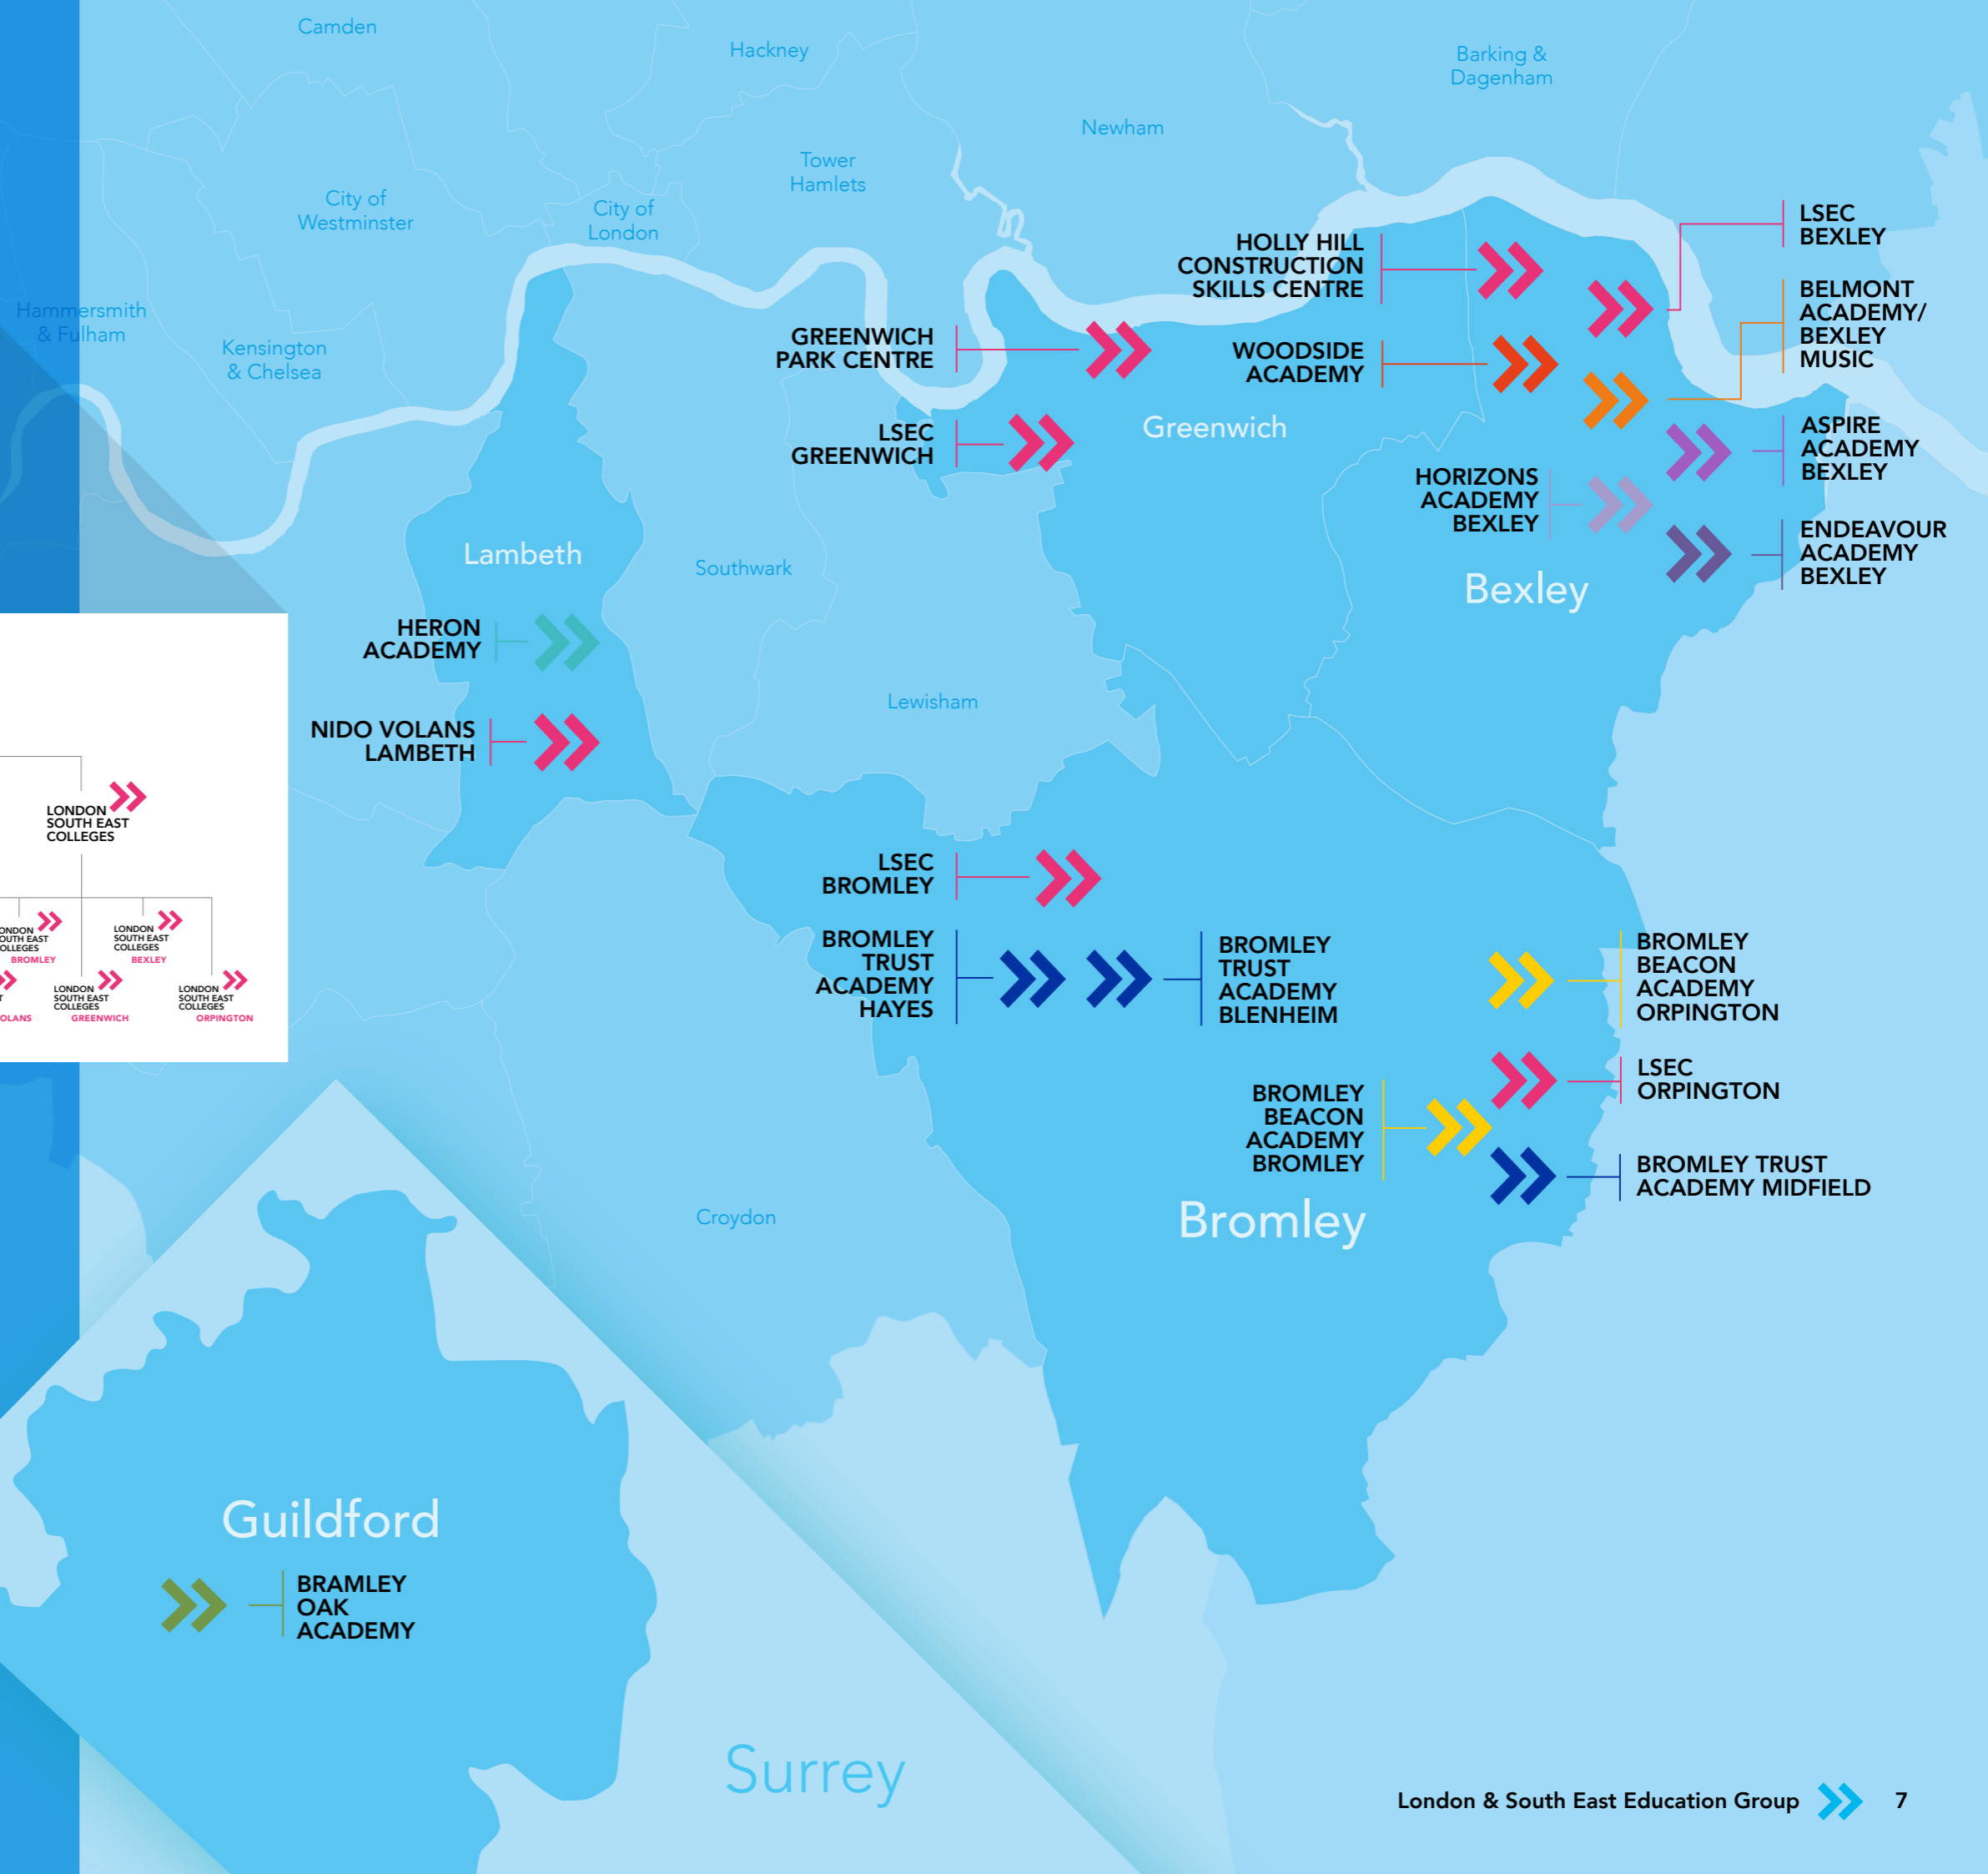 Camden
Hackney
Barking &
Dagenham
Newham
Tower
Hamlets
City of
Westminster
City of
London
Hammersmith
& Fulham
Kensington
& Chelsea
LSEC
BEXLEY
HOLLY HILL
CONSTRUCTION
SKILLS CENTRE
BELMONT
ACADEMY/
BEXLEY
MUSIC
GREENWICH
PARK CENTRE
WOODSIDE
ACADEMY
LSEC
GREENWICH
Greenwich
ASPIRE
ACADEMY
BEXLEY
HORIZONS
ACADEMY
BEXLEY
ENDEAVOUR
ACADEMY
BEXLEY
Bexley
Lambeth
Southwark
HERON
ACADEMY
Lewisham
NIDO VOLANS
LAMBETH
LONDON
SOUTH EAST
COLLEGES
ONDON
OUTH EAST
OLLEGES
BROMLEY
LONDON
SOUTH EAST
COLLEGES
BEXLEY
T
OLANS
LONDON
SOUTH EAST
COLLEGES
GREENWICH
LONDON
SOUTH EAST
COLLEGES
ORPINGTON
LSEC
BROMLEY
BROMLEY
TRUST
ACADEMY
HAYES
BROMLEY
TRUST
ACADEMY
BLENHEIM
BROMLEY
BEACON
ACADEMY
ORPINGTON
LSEC
ORPINGTON
BROMLEY
BEACON
ACADEMY
BROMLEY
BROMLEY TRUST
ACADEMY MIDFIELD
Bromley
Croydon
Guildford
BRAMLEY
OAK
ACADEMY
Surrey
London & South East Education Group 7